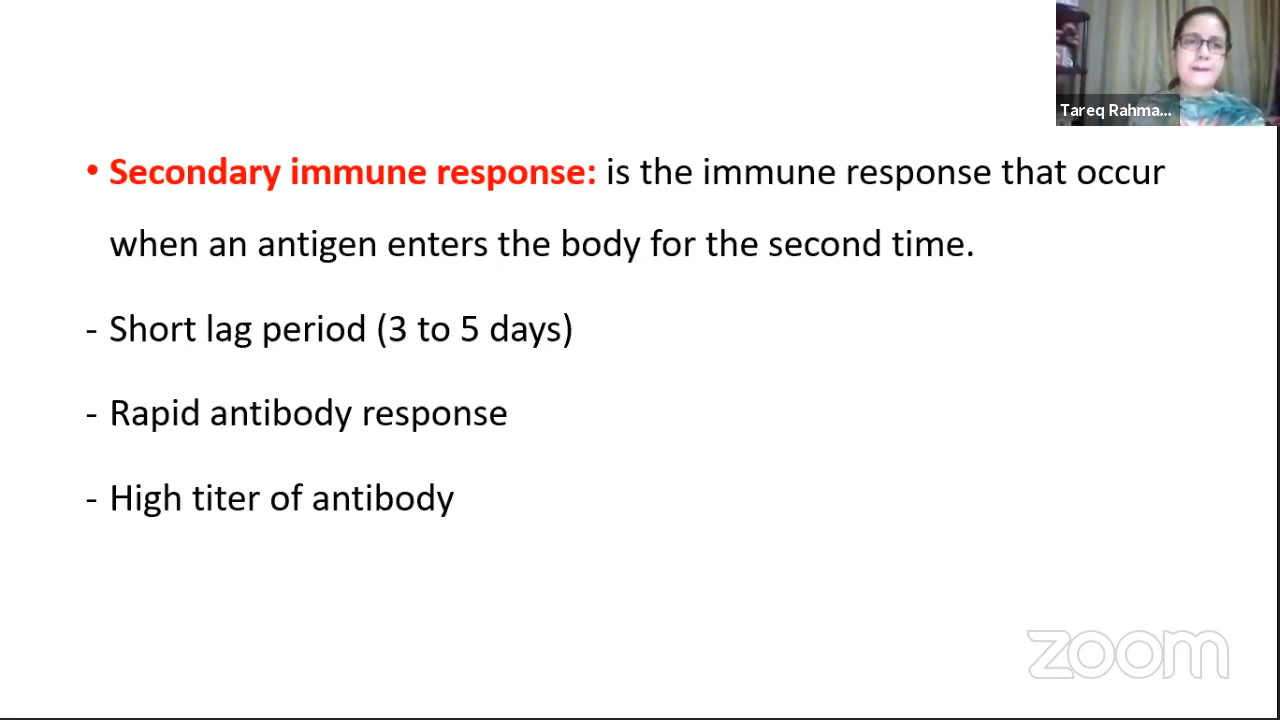 Tareq Rahma...
• Secondary immune response: is the immune response that occur
when an antigen enters the body for the second time.
- Short lag period (3 to 5 days)
- Rapid antibody response
- High titer of antibody
zoom